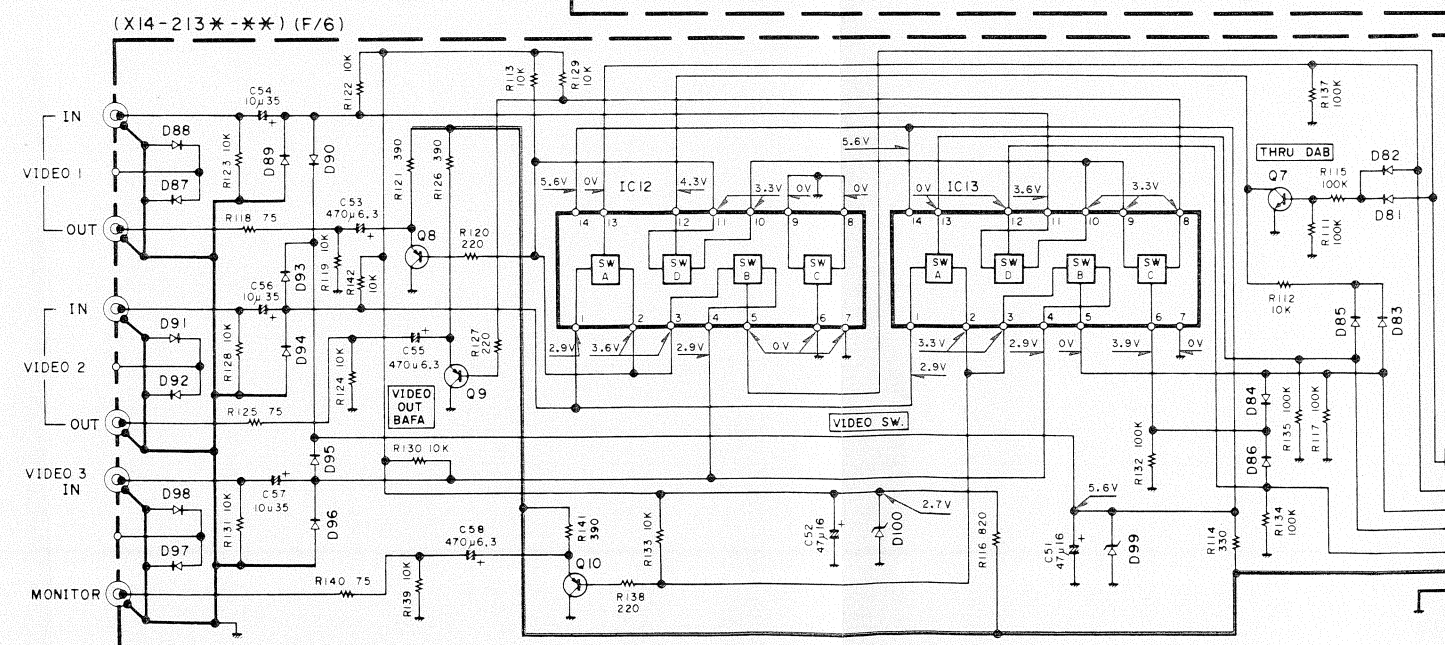 (X14-213✱-✱✱)(F/6)
IN
VIDEO 1
OUT
IN
VIDEO 2
OUT
VIDEO 3
IN
MONITOR
D88
D87
D91
D92
D98
D97
C54
10μ35
R123 10K
D89
D90
R122 10K
R118 75
C53
470μ6.3
R119 10K
R142
10K
D93
C56
10μ35
R128 10K
D94
R125 75
R124 10K
C55
470μ6.3
R121 390
R126 390
Q8
R120
220
R127
220
Q9
VIDEO
OUT
BAFA
D95
R130 10K
C57
10μ35
R131 10K
D96
R140 75
R139 10K
C58
470μ6.3
R141
390
Q10
R138
220
R133 10K
R113
10K
R129
10K
5.6V
0V
IC12
4.3V
3.3V
0V
0V
14
13
12
11
10
9
8
SW
A
SW
D
SW
B
SW
C
1
2
3
4
5
6
7
2.9V
3.6V
2.9V
0V
5.6V
0V
IC13
3.6V
3.3V
0V
14
13
12
11
10
9
8
SW
A
SW
D
SW
B
SW
C
1
2
3
4
5
6
7
3.3V
2.9V
0V
3.9V
0V
2.9V
VIDEO SW.
C52
47μ16
D100
2.7V
R116 820
C51
47μ16
5.6V
D99
R132 100K
D84
D86
R135 100K
R117 100K
R134
100K
R114
330
R137
100K
THRU DAB
Q7
R115
100K
D82
D81
R111
100K
R112
10K
D85
D83